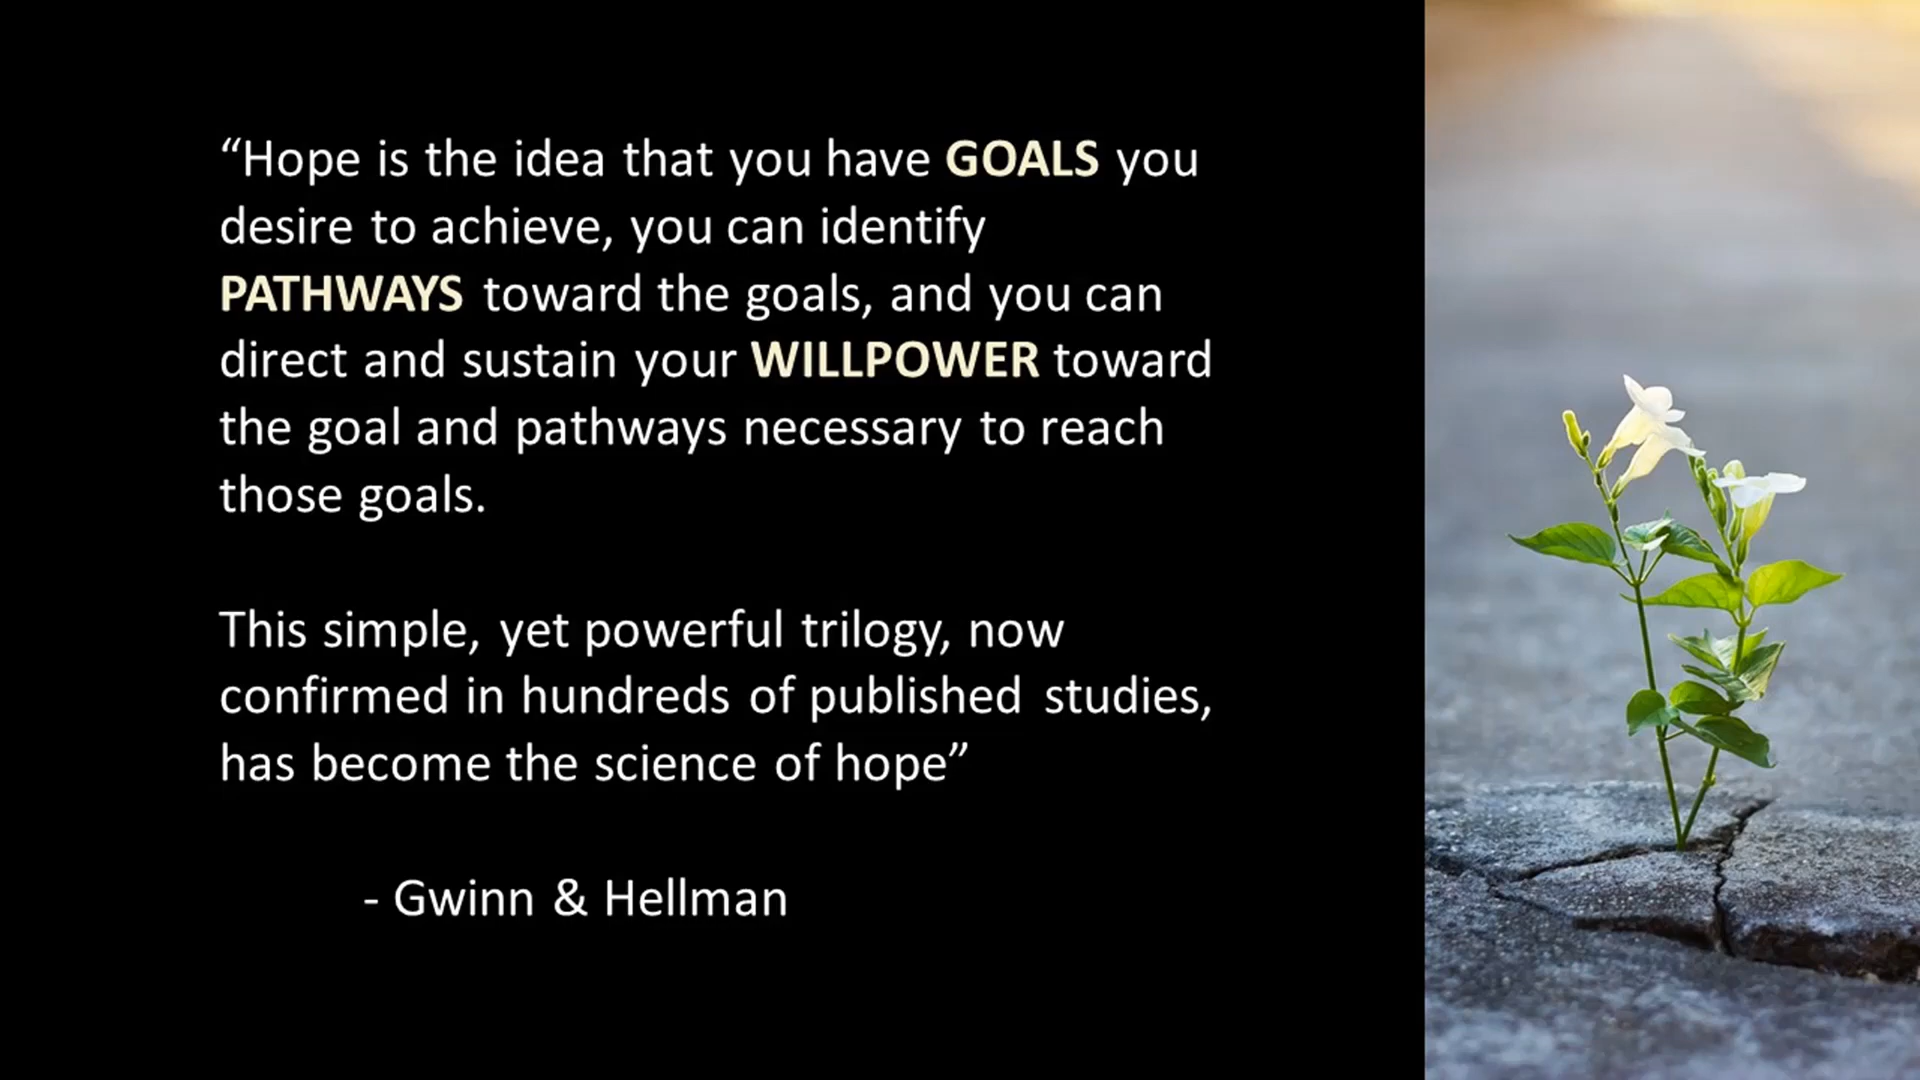 “Hope is the idea that you have GOALS you
desire to achieve, you can identify
PATHWAYS toward the goals, and you can
direct and sustain your WILLPOWER toward
the goal and pathways necessary to reach
those goals.
This simple, yet powerful trilogy, now
confirmed in hundreds of published studies,
has become the science of hope”
- Gwinn & Hellman